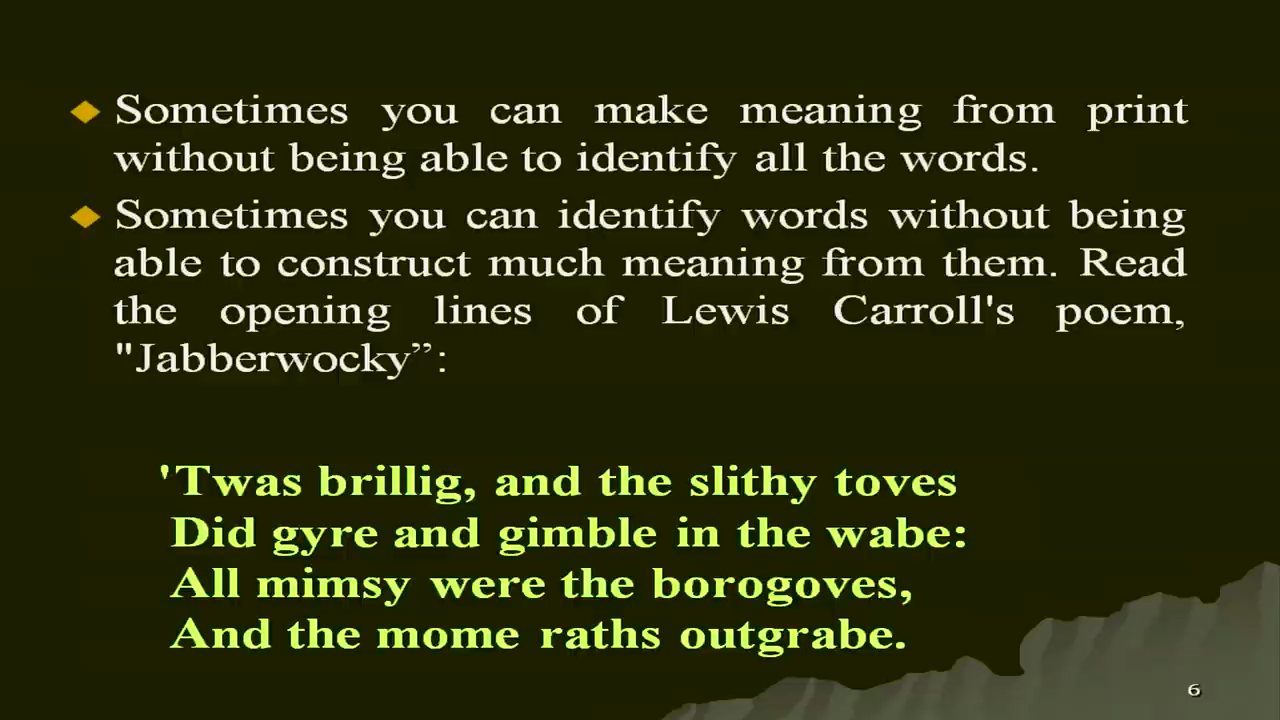 Sometimes you can make meaning from print
without being able to identify all the words.
Sometimes you can identify words without being
able to construct much meaning from them. Read
the opening lines of Lewis Carroll's poem,
"Jabberwocky”:
'Twas brillig, and the slithy toves
Did gyre and gimble in the wabe:
All mimsy were the borogoves,
And the mome raths outgrabe.
6